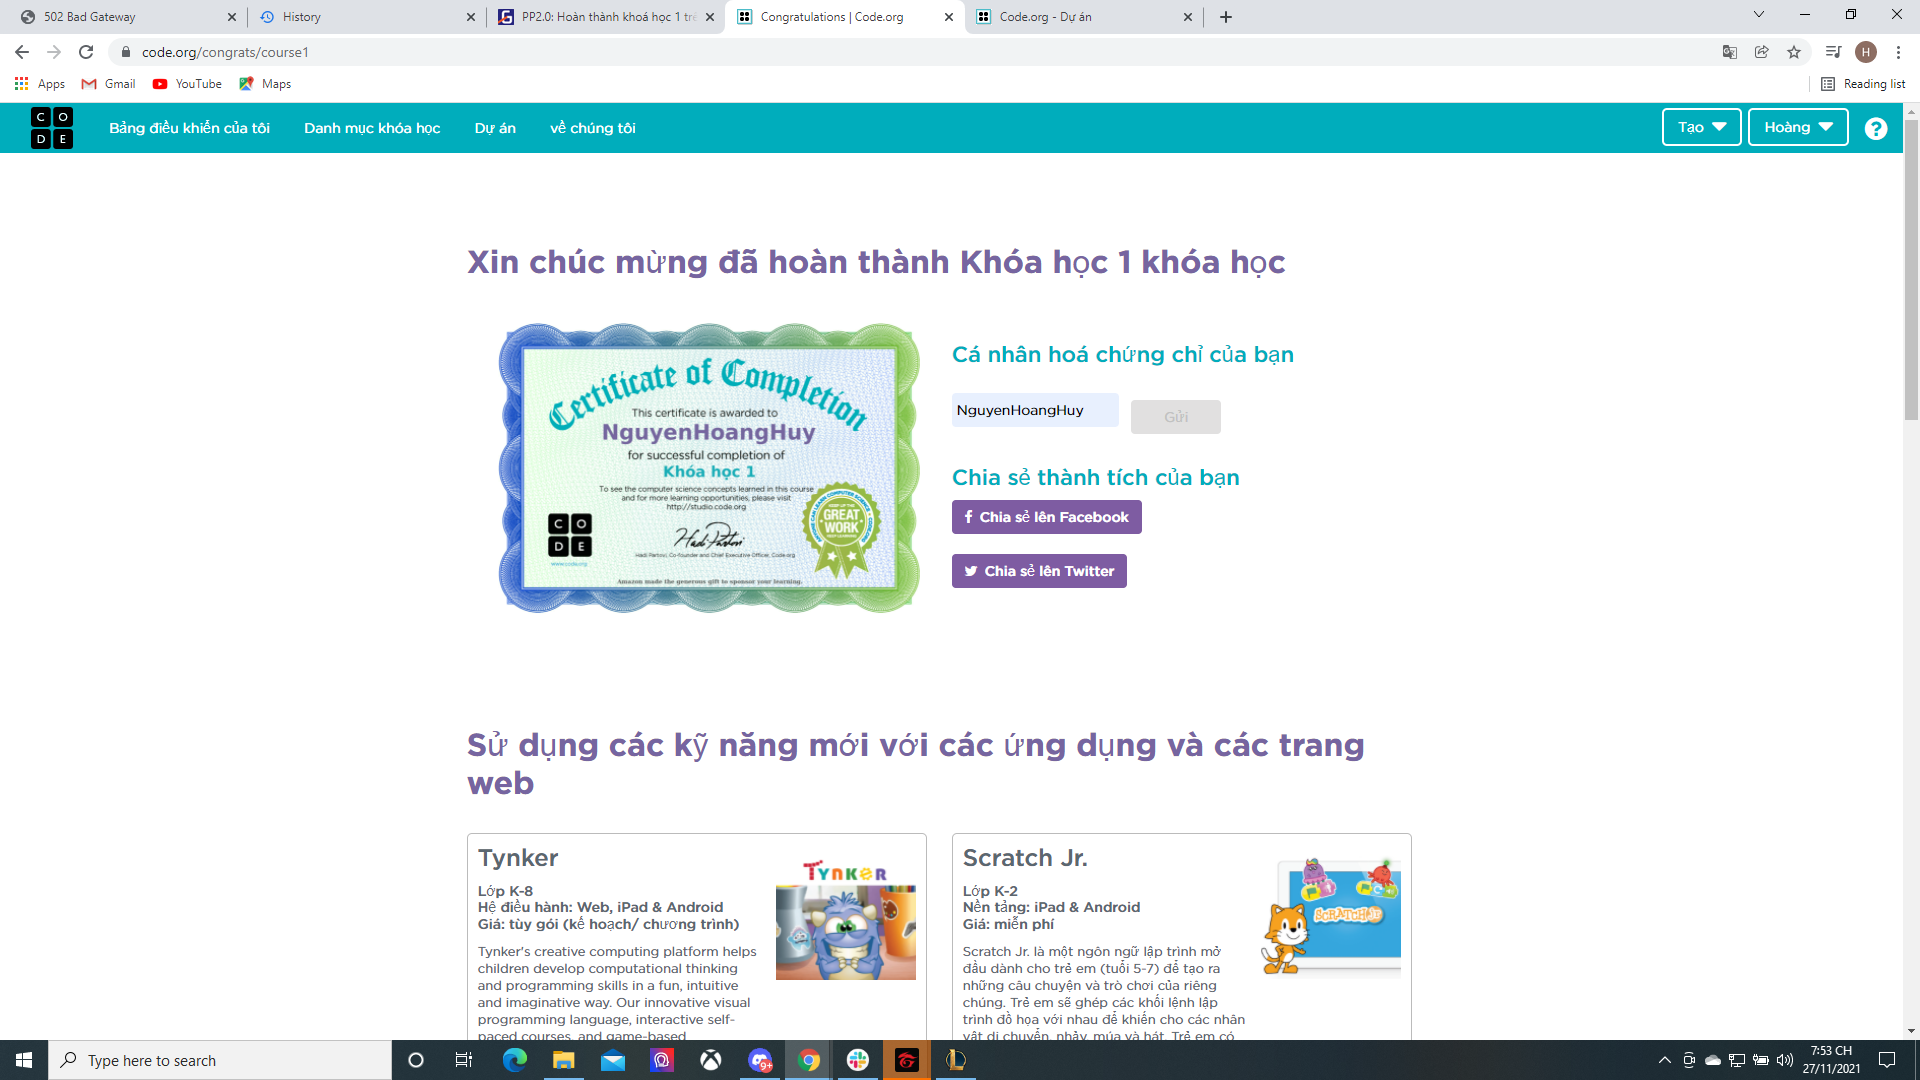 502 Bad Gateway
History
PP2.0: Hoàn thành khoá học 1 trê
Congratulations | Code.org
Code.org - Dự án
code.org/congrats/course1
H
Apps
Gmail
YouTube
Maps
Reading list
CODE
Bảng điều khiển của tôi
Danh mục khóa học
Dự án
về chúng tôi
Tạo
Hoàng
?
Xin chúc mừng đã hoàn thành Khóa học 1 khóa học
Certificate of Completion
This certificate is awarded to
NguyenHoangHuy
for successful completion of
Khóa học 1
To see the computer science concepts learned in this course
and for more learning opportunities, please visit
http://studio.code.org
GREAT
WORK
CODE
www.code.org
Hadi Partovi, Co-founder and Chief Executive Officer, Code.org
Amazon made the generous gift to sponsor your learning.
Cá nhân hoá chứng chỉ của bạn
NguyenHoangHuy
Gửi
Chia sẻ thành tích của bạn
Chia sẻ lên Facebook
Chia sẻ lên Twitter
Sử dụng các kỹ năng mới với các ứng dụng và các trang
web
Tynker
Lớp K-8
Hệ điều hành: Web, iPad & Android
Giá: tùy gói (kế hoạch/ chương trình)
Tynker's creative computing platform helps
children develop computational thinking
and programming skills in a fun, intuitive
and imaginative way. Our innovative visual
programming language, interactive self-
paced courses, and game-based
TYNKER
Scratch Jr.
Lớp K-2
Nền tảng: iPad & Android
Giá: miễn phí
Scratch Jr. là một ngôn ngữ lập trình mở
đầu dành cho trẻ em (tuổi 5-7) để tạo ra
những câu chuyện và trò chơi của riêng
chúng. Trẻ em sẽ ghép các khối lệnh lập
trình đồ họa với nhau để khiến cho các nhân
vật di chuyển, nhảy, múa và hát. Trẻ em có
SCRATCHJR
Type here to search
9+
7:53 CH
27/11/2021